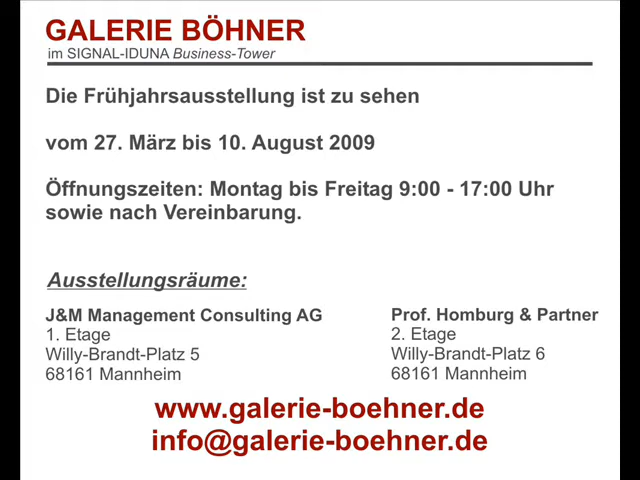 GALERIE BÖHNER
im SIGNAL-IDUNA Business-Tower
Die Frühjahrsausstellung ist zu sehen
vom 27. März bis 10. August 2009
Öffnungszeiten: Montag bis Freitag 9:00 - 17:00 Uhr
sowie nach Vereinbarung.
Ausstellungsräume:
J&M Management Consulting AG
1. Etage
Willy-Brandt-Platz 5
68161 Mannheim
Prof. Homburg & Partner
2. Etage
Willy-Brandt-Platz 6
68161 Mannheim
www.galerie-boehner.de
info@galerie-boehner.de